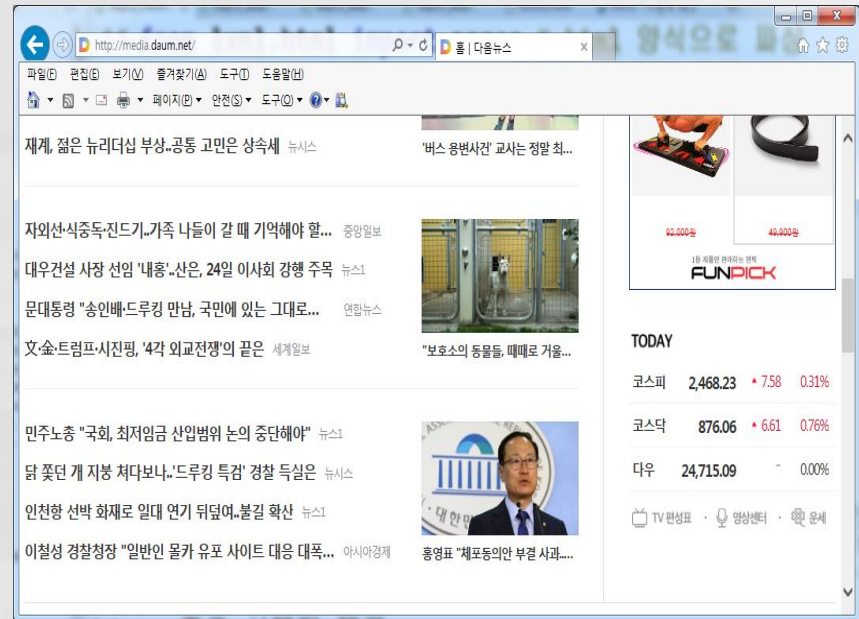 http://media.daum.net/
홈 | 다음뉴스
파일(F) 편집(E) 보기(V) 즐겨찾기(A) 도구(T) 도움말(H)
페이지(P) 안전(S) 도구(O)
재계, 젊은 뉴리더십 부상..공통 고민은 상속세 뉴시스
'버스 용변사건' 교사는 정말 최...
자외선·식중독·진드기..가족 나들이 갈 때 기억해야 할... 중앙일보
대우건설 사장 선임 '내홍'..산은, 24일 이사회 강행 주목 뉴스1
문대통령 "송인배·드루킹 만남, 국민에 있는 그대로... 연합뉴스
文·金·트럼프·시진핑, '4각 외교전쟁'의 끝은 세계일보
"보호소의 동물들, 때때로 거울...
민주노총 "국회, 최저임금 산입범위 논의 중단해야" 뉴스1
닭 쫓던 개 지붕 쳐다보나..'드루킹 특검' 경찰 득실은 뉴시스
인천항 선박 화재로 일대 연기 뒤덮여..불길 확산 뉴스1
이철성 경찰청장 "일반인 몰카 유포 사이트 대응 대폭... 아시아경제
대한민
홍영표 "체포동의안 부결 사과.....
92,000원 49,900원
FUNPICK
TODAY
코스피 2,468.23 7.58 0.31%
코스닥 876.06 6.61 0.76%
다우 24,715.09 - 0.00%
TV 편성표 · 영상센터 · 운세